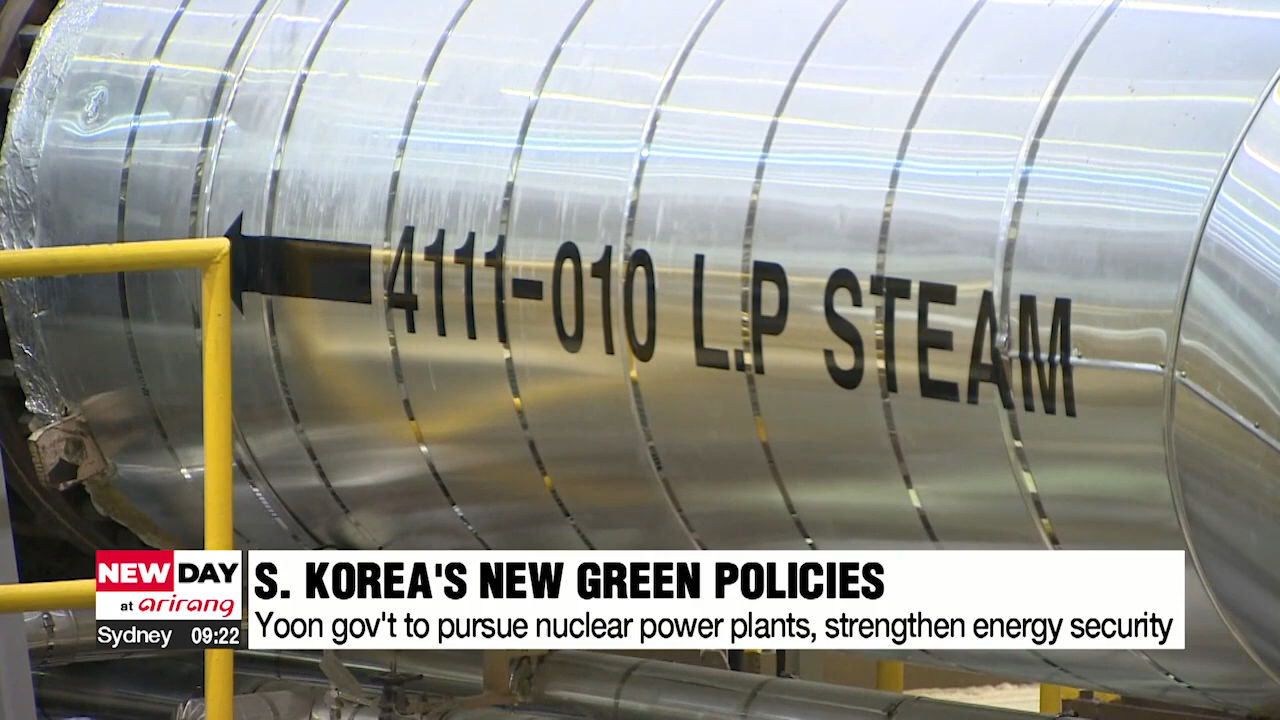 4111-010 L.P STEAM
NEW DAY
at arirang
Sydney 09:22
S. KOREA'S NEW GREEN POLICIES
Yoon gov't to pursue nuclear power plants, strengthen energy security